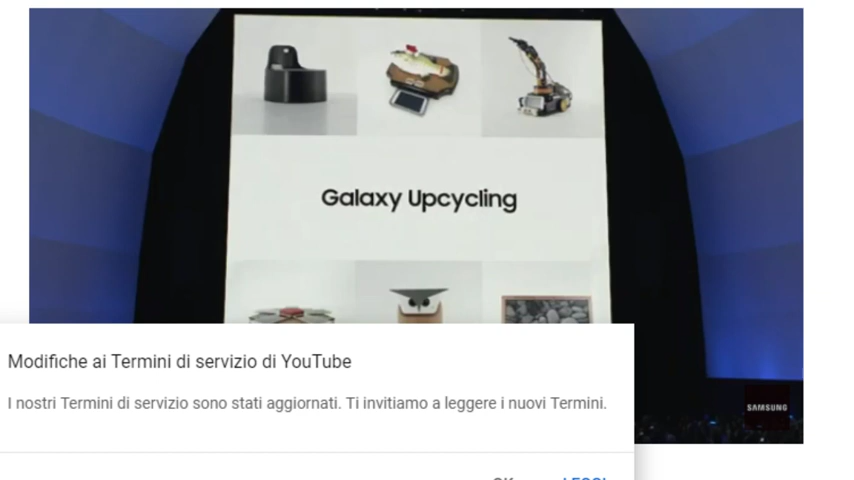 Galaxy Upcycling
Modifiche ai Termini di servizio di YouTube
I nostri Termini di servizio sono stati aggiornati. Ti invitiamo a leggere i nuovi Termini.
SAMSUNG